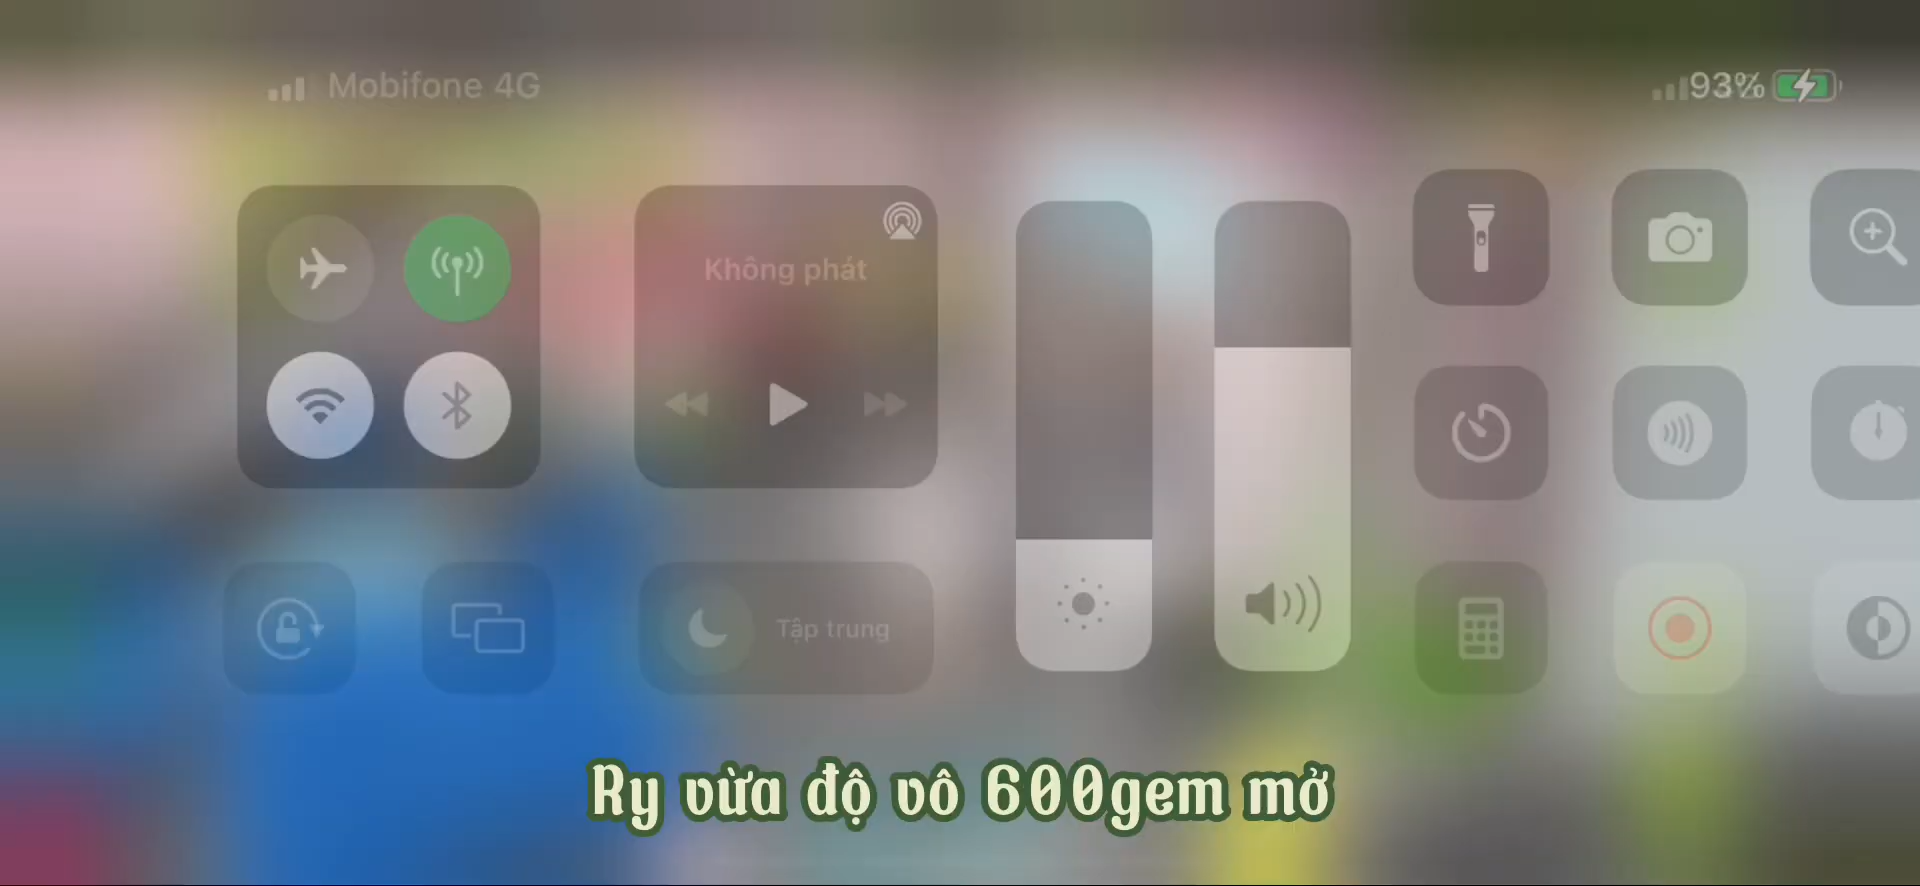 Mobifone 4G
93%
Không phát
Tập trung
Ry vừa độ vô 600gem mở